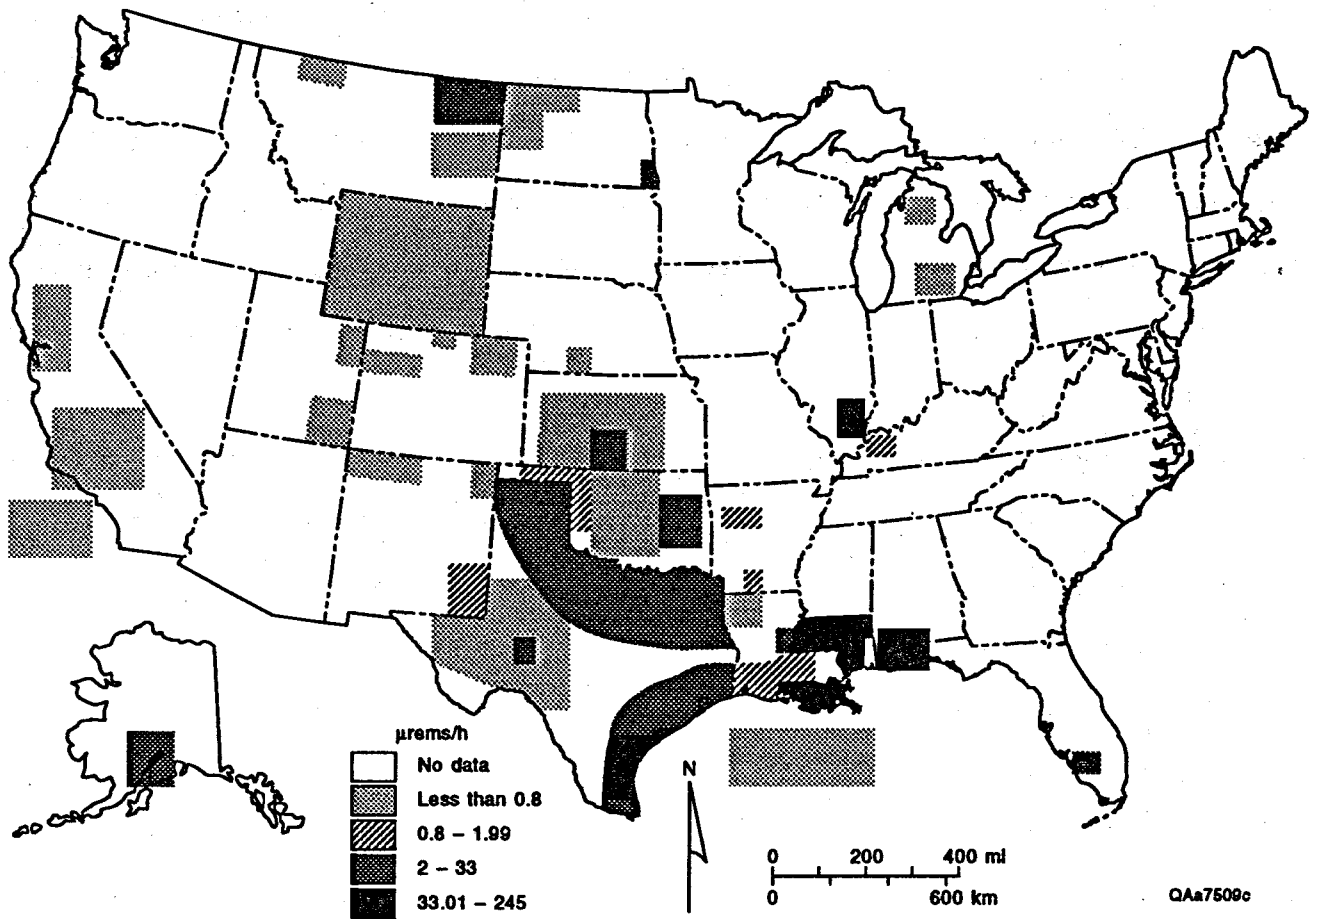 μrems/h
No data
Less than 0.8
0.8 – 1.99
2 – 33
33.01 – 245
N
0 200 400 mi
0 600 km
QAa7509c